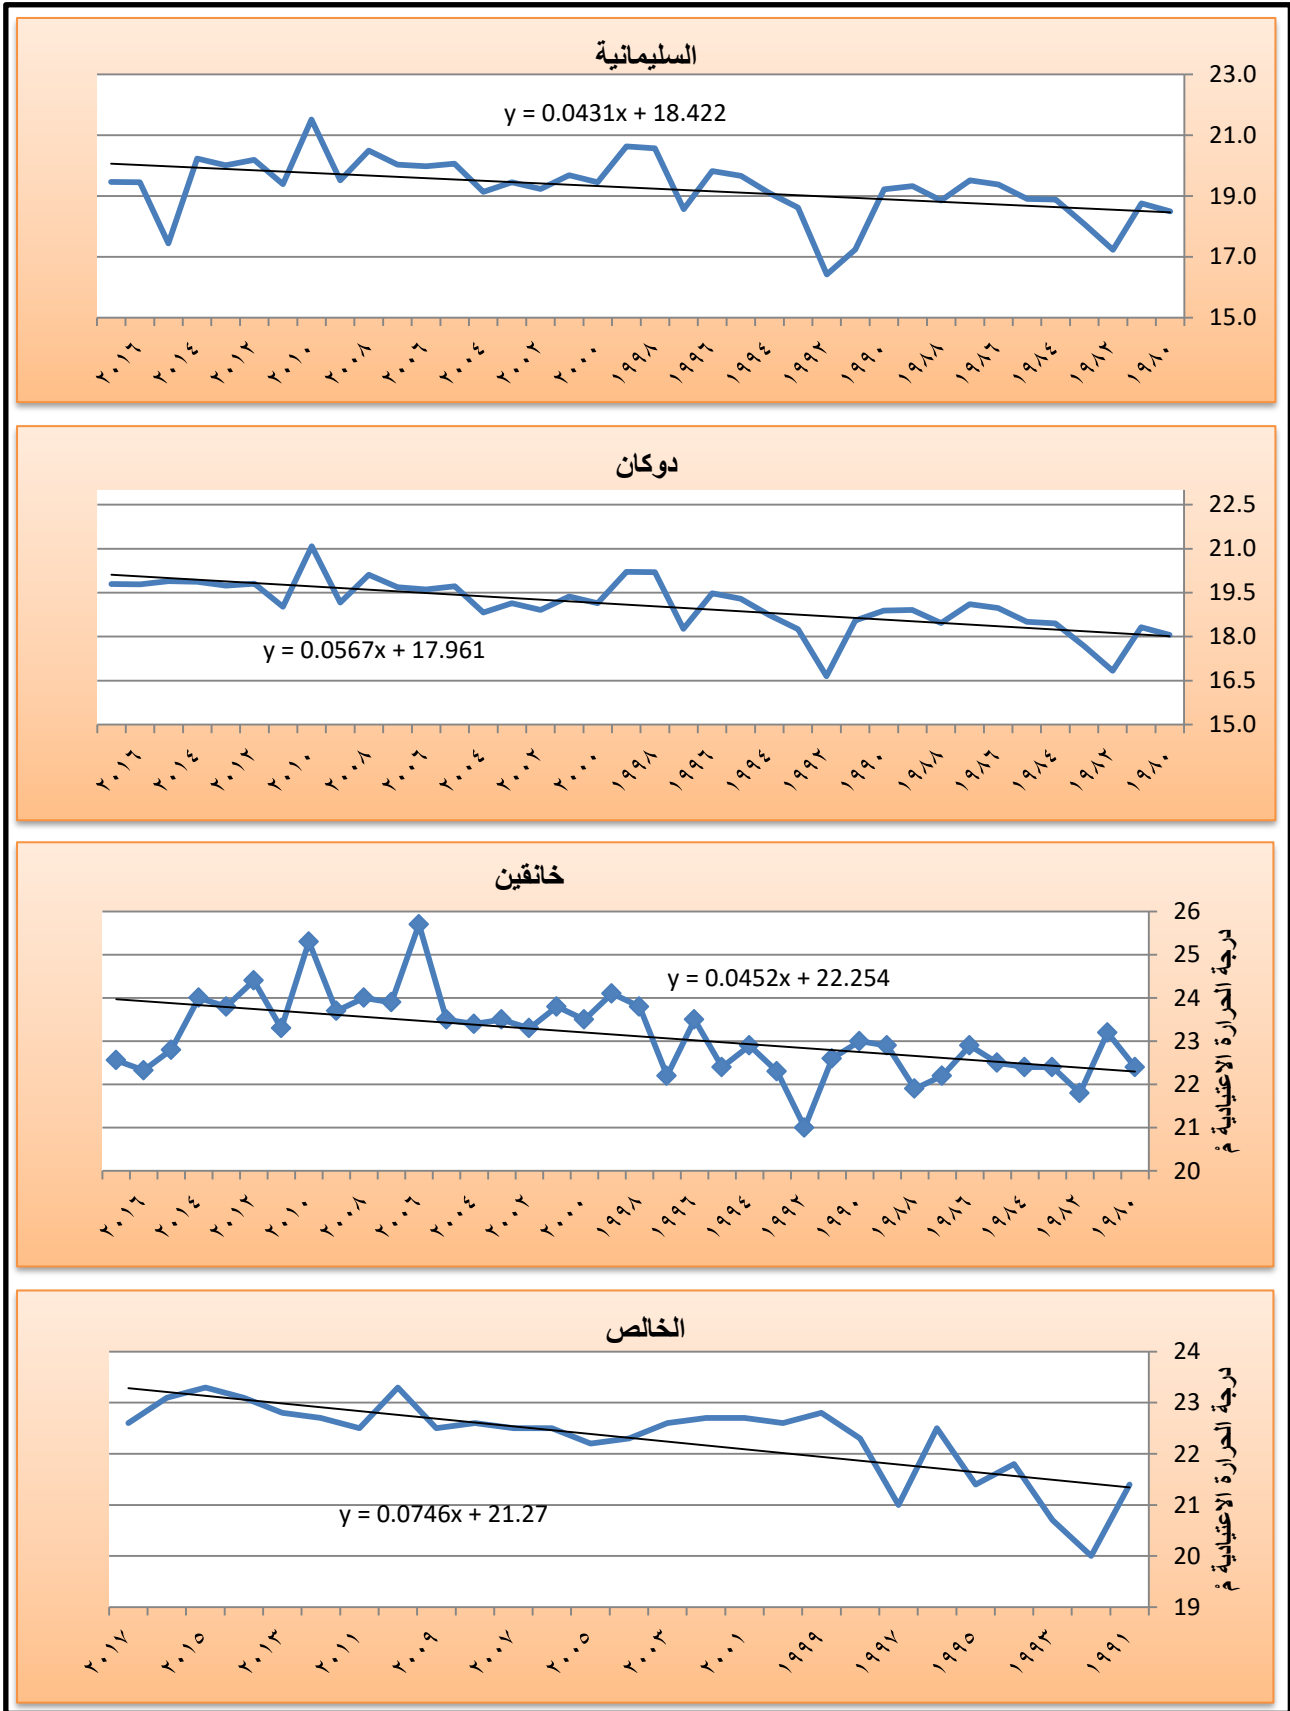 السليمانية
y = 0.0431x + 18.422
23.0
21.0
19.0
17.0
15.0
١٩٨٠ ١٩٨٢ ١٩٨٤ ١٩٨٦ ١٩٨٨ ١٩٩٠ ١٩٩٢ ١٩٩٤ ١٩٩٦ ١٩٩٨ ٢٠٠٠ ٢٠٠٢ ٢٠٠٤ ٢٠٠٦ ٢٠٠٨ ٢٠١٠ ٢٠١٢ ٢٠١٤ ٢٠١٦
دوكان
y = 0.0567x + 17.961
22.5
21.0
19.5
18.0
16.5
15.0
١٩٨٠ ١٩٨٢ ١٩٨٤ ١٩٨٦ ١٩٨٨ ١٩٩٠ ١٩٩٢ ١٩٩٤ ١٩٩٦ ١٩٩٨ ٢٠٠٠ ٢٠٠٢ ٢٠٠٤ ٢٠٠٦ ٢٠٠٨ ٢٠١٠ ٢٠١٢ ٢٠١٤ ٢٠١٦
خانقين
y = 0.0452x + 22.254
درجة الحرارة الاعتيادية مْ
26
25
24
23
22
21
20
١٩٨٠ ١٩٨٢ ١٩٨٤ ١٩٨٦ ١٩٨٨ ١٩٩٠ ١٩٩٢ ١٩٩٤ ١٩٩٦ ١٩٩٨ ٢٠٠٠ ٢٠٠٢ ٢٠٠٤ ٢٠٠٦ ٢٠٠٨ ٢٠١٠ ٢٠١٢ ٢٠١٤ ٢٠١٦
الخالص
y = 0.0746x + 21.27
درجة الحرارة الاعتيادية مْ
24
23
22
21
20
19
١٩٩١ ١٩٩٣ ١٩٩٥ ١٩٩٧ ١٩٩٩ ٢٠٠١ ٢٠٠٣ ٢٠٠٥ ٢٠٠٧ ٢٠٠٩ ٢٠١١ ٢٠١٣ ٢٠١٥ ٢٠١٧